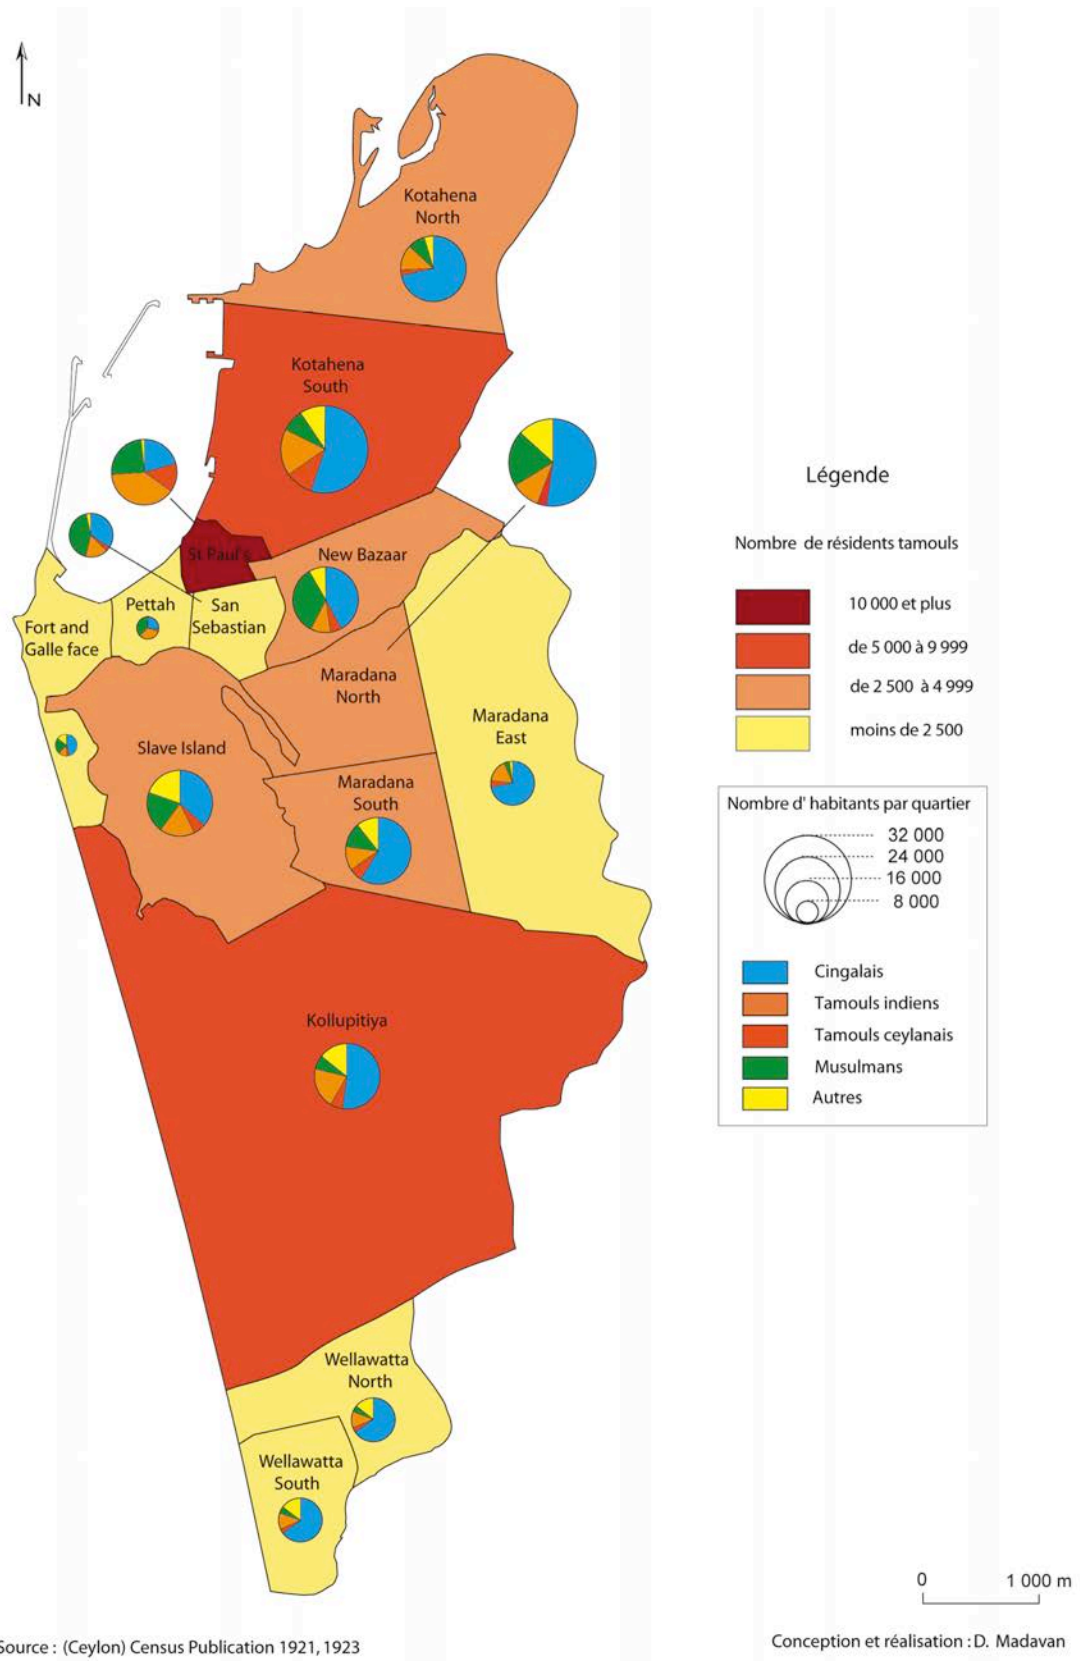 N
Kotahena
North
Kotahena
South
St Paul's
New Bazaar
Pettah
San
Sebastian
Fort and
Galle face
Maradana
North
Maradana
East
Slave Island
Maradana
South
Kollupitiya
Wellawatta
North
Wellawatta
South
Légende
Nombre de résidents tamouls
10 000 et plus
de 5 000 à 9 999
de 2 500 à 4 999
moins de 2 500
Nombre d' habitants par quartier
32 000
24 000
16 000
8 000
Cingalais
Tamouls indiens
Tamouls ceylanais
Musulmans
Autres
0 1 000 m
Source : (Ceylon) Census Publication 1921, 1923
Conception et réalisation : D. Madavan